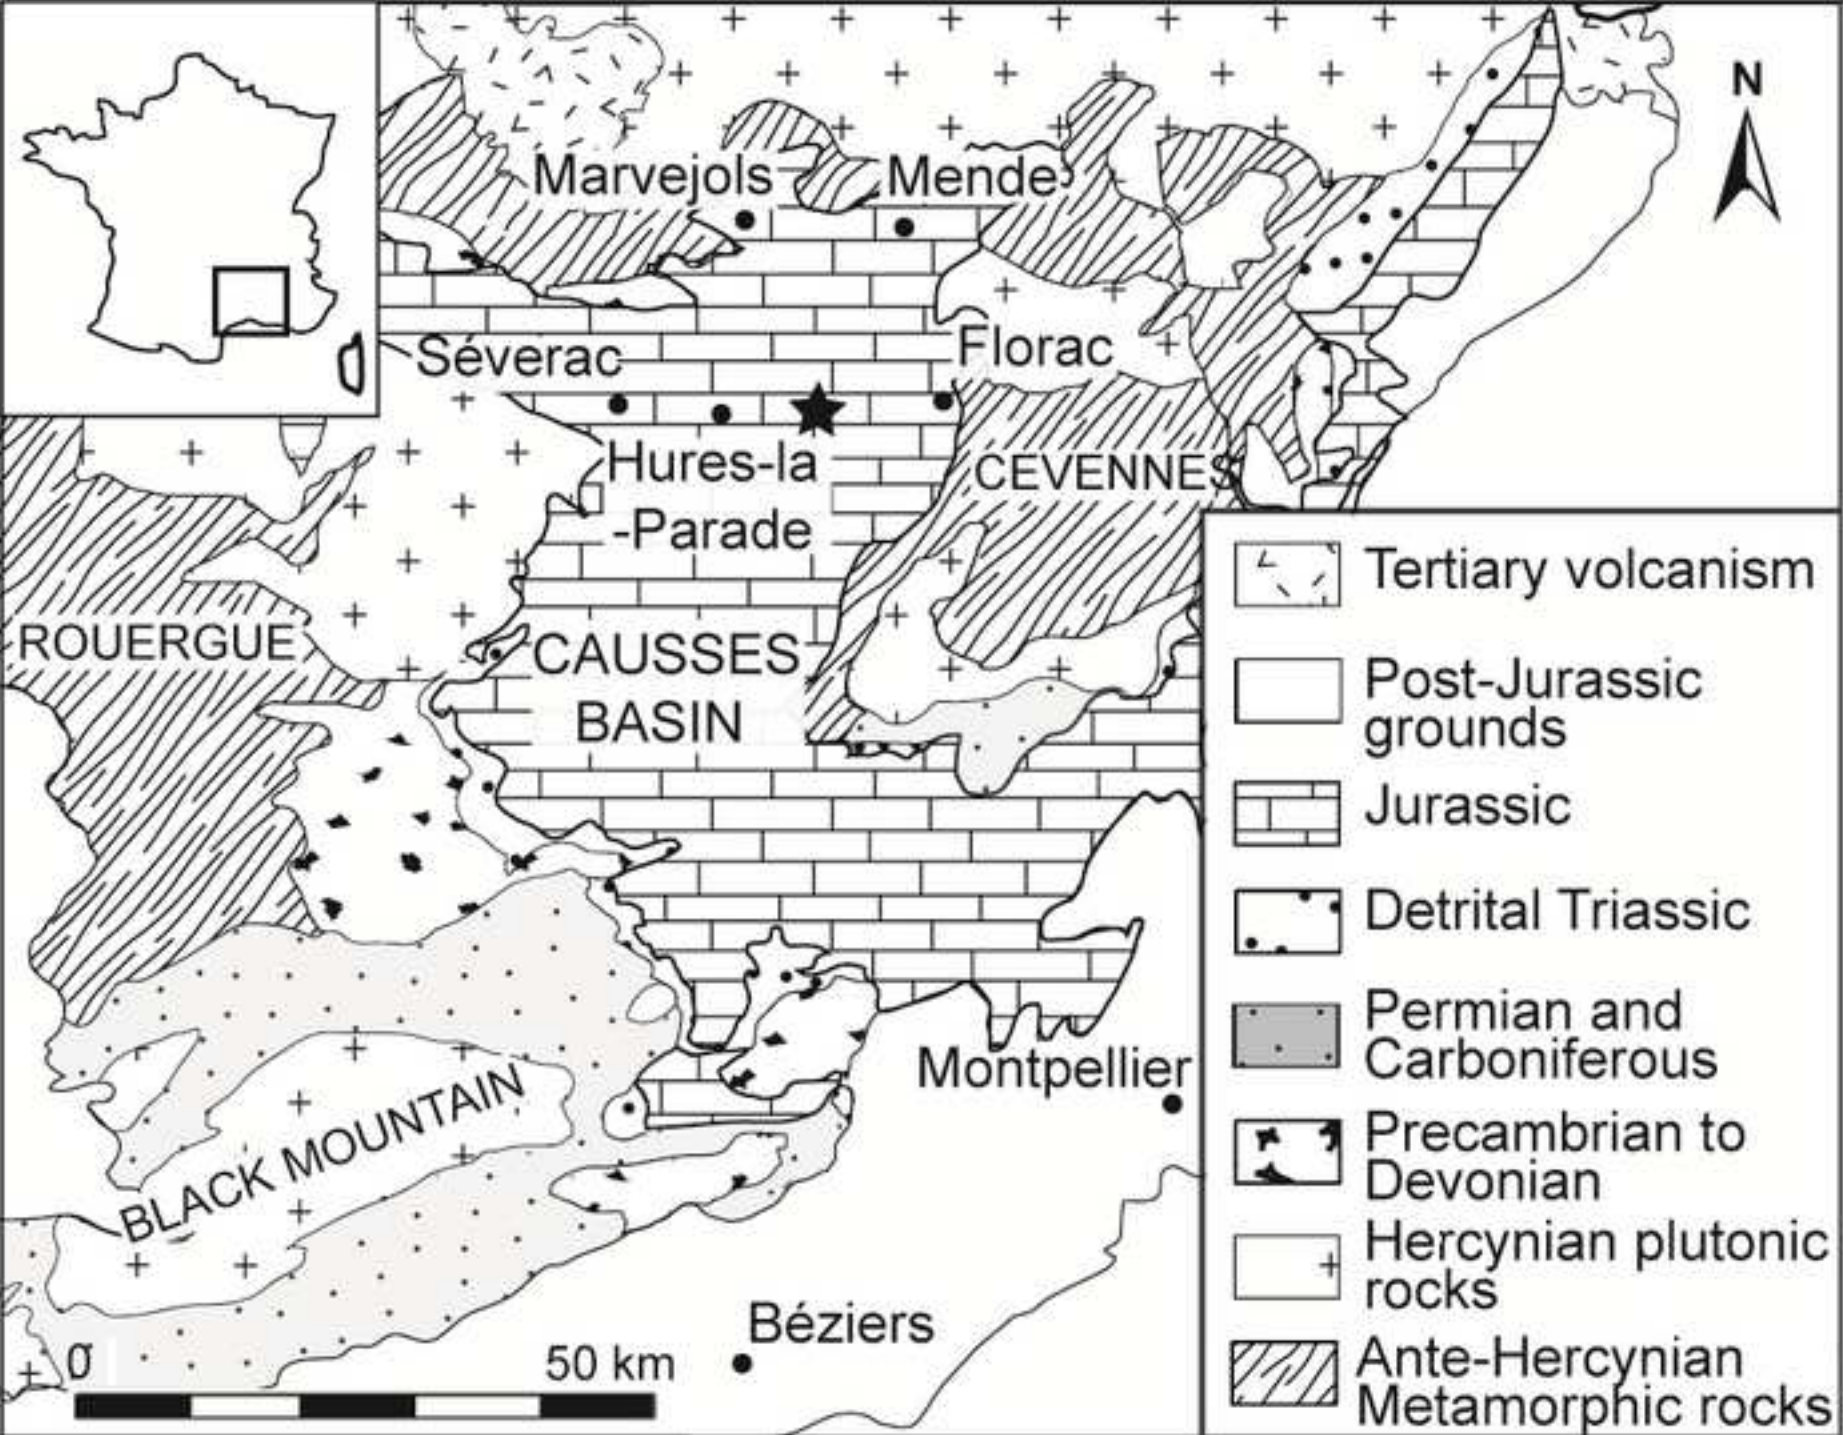 N
Marvejols
Mende
Séverac
Florac
Hures-la
-Parade
CEVENNES
ROUERGUE
CAUSSES
BASIN
Montpellier
BLACK MOUNTAIN
Béziers
0
50 km
Tertiary volcanism
Post-Jurassic
grounds
Jurassic
Detrital Triassic
Permian and
Carboniferous
Precambrian to
Devonian
Hercynian plutonic
rocks
Ante-Hercynian
Metamorphic rocks